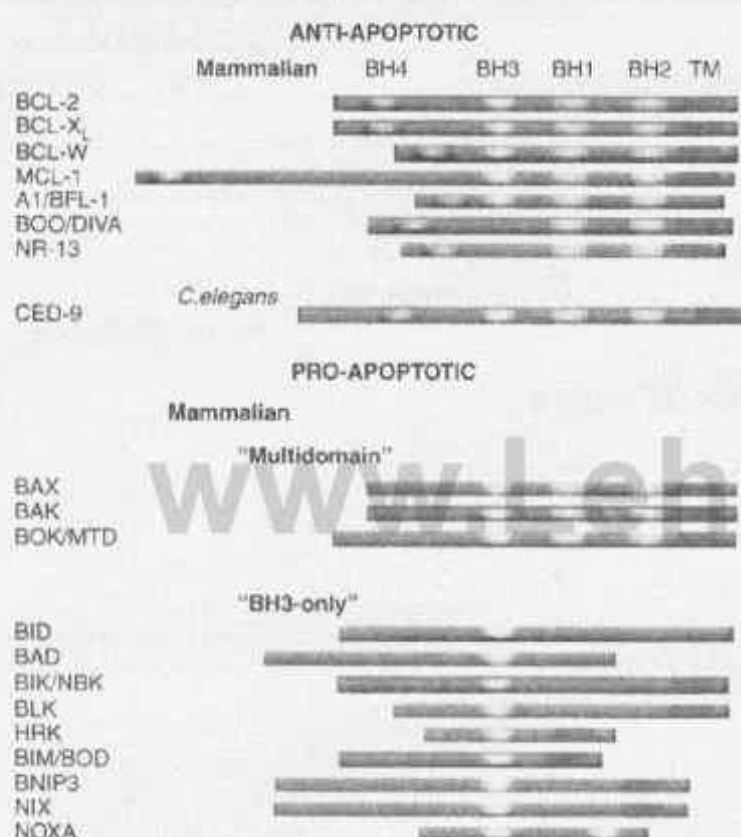 ANTI-APOPTOTIC
Mammalian BH4 BH3 BH1 BH2 TM
BCL-2
BCL-XL
BCL-W
MCL-1
A1/BFL-1
BOO/DIVA
NR-13
C.elegans
CED-9
PRO-APOPTOTIC
Mammalian
"Multidomain"
www.Leh
BAX
BAK
BOK/MTD
"BH3-only"
BID
BAD
BIK/NBK
BLK
HRK
BIM/BOD
BNIP3
NIX
NOXA